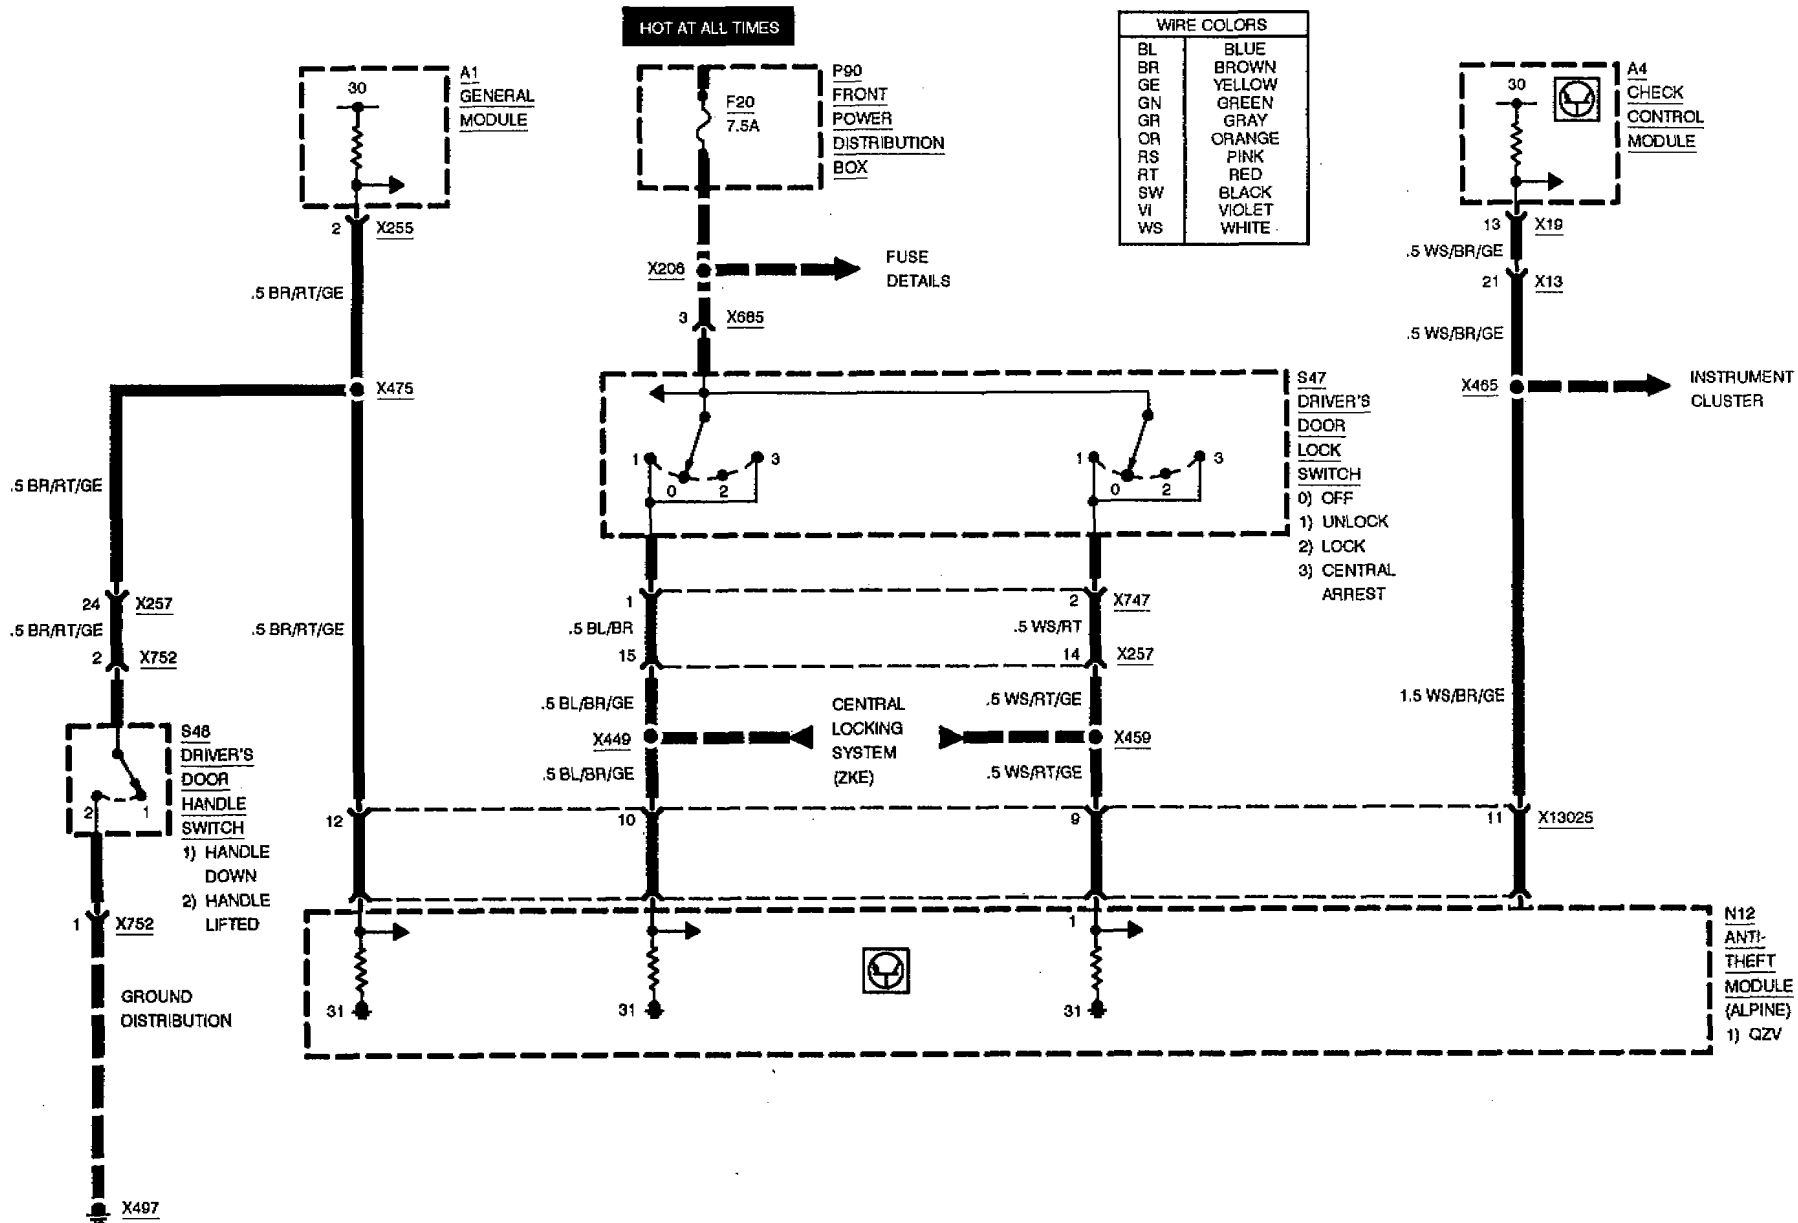 HOT AT ALL TIMES
WIRE COLORS
BL BLUE
BR BROWN
GE YELLOW
GN GREEN
GR GRAY
OR ORANGE
RS PINK
RT RED
SW BLACK
VI VIOLET
WS WHITE
30
A1
GENERAL
MODULE
F20
7.5A
P90
FRONT
POWER
DISTRIBUTION
BOX
30
A4
CHECK
CONTROL
MODULE
2 X255
.5 BR/RT/GE
X206
FUSE
DETAILS
3 X685
13 X19
.5 WS/BR/GE
21 X13
.5 WS/BR/GE
X475
X465
INSTRUMENT
CLUSTER
S47
DRIVER'S
DOOR
LOCK
SWITCH
0) OFF
1) UNLOCK
2) LOCK
3) CENTRAL
ARREST
1 3
0 2
1 3
0 2
.5 BR/RT/GE
24 X257
.5 BR/RT/GE
2 X752
.5 BR/RT/GE
1
2 X747
.5 BL/BR
.5 WS/RT
15
14 X257
.5 BL/BR/GE
.5 WS/RT/GE
X449
CENTRAL
LOCKING
SYSTEM
(ZKE)
X459
.5 BL/BR/GE
.5 WS/RT/GE
1.5 WS/BR/GE
S48
DRIVER'S
DOOR
HANDLE
SWITCH
1) HANDLE
DOWN
2) HANDLE
LIFTED
2 1
12
10
9
11 X13025
1 X752
1
GROUND
DISTRIBUTION
31
31
31
N12
ANTI-
THEFT
MODULE
(ALPINE)
1) QZV
X497